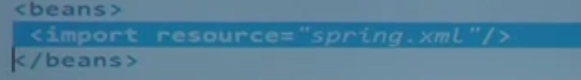 <beans>
<import resource="spring.xml"/>
</beans>